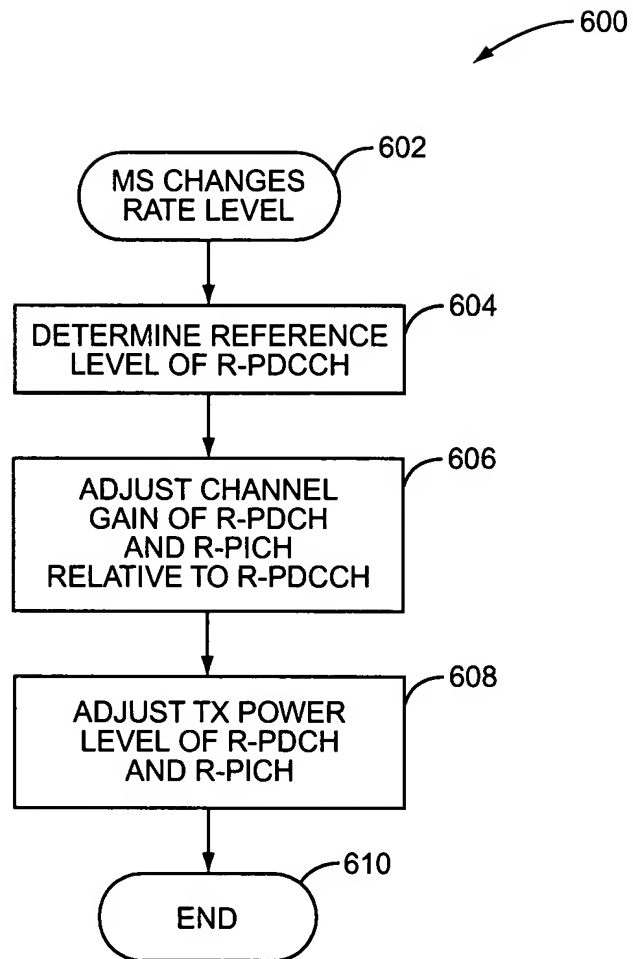 600
602
MS CHANGES
RATE LEVEL
604
DETERMINE REFERENCE
LEVEL OF R-PDCCH
606
ADJUST CHANNEL
GAIN OF R-PDCH
AND R-PICH
RELATIVE TO R-PDCCH
608
ADJUST TX POWER
LEVEL OF R-PDCH
AND R-PICH
610
END